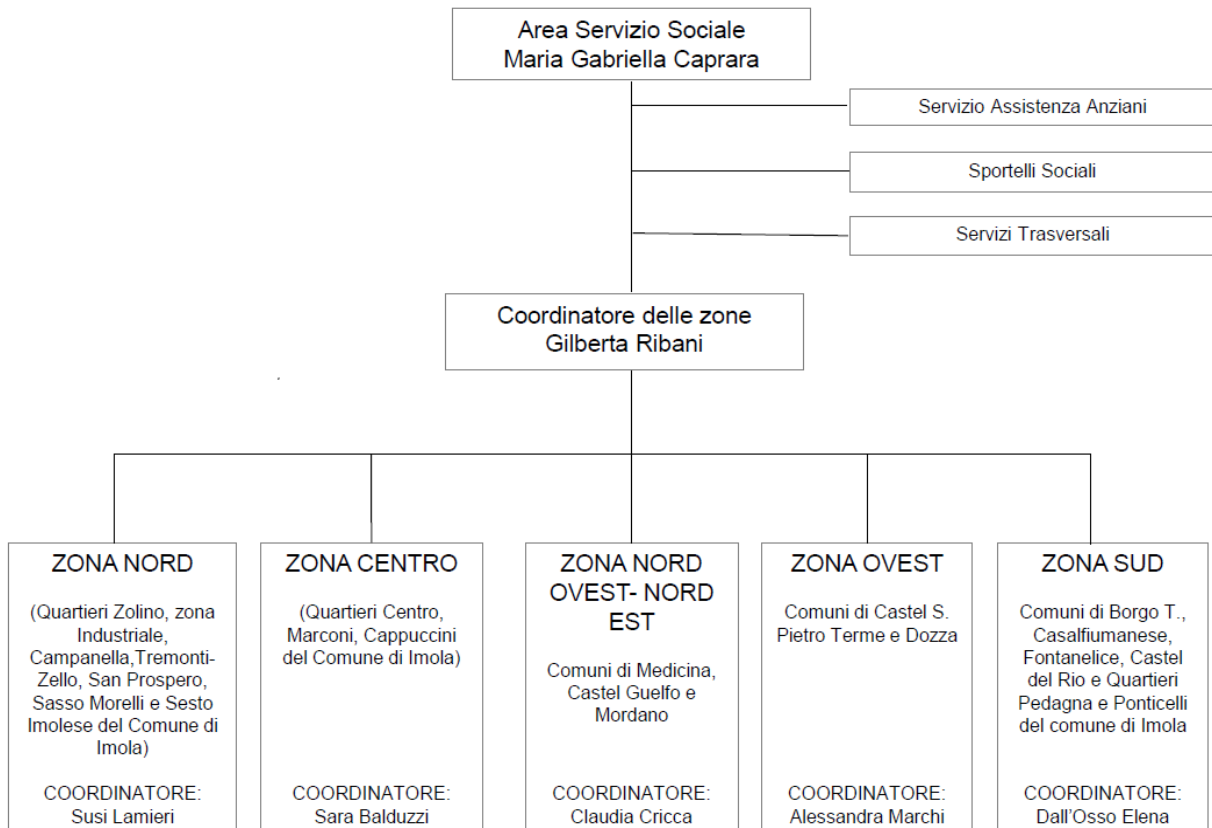 Area Servizio Sociale
Maria Gabriella Caprara
Servizio Assistenza Anziani
Sportelli Sociali
Servizi Trasversali
Coordinatore delle zone
Gilberta Ribani
ZONA NORD
(Quartieri Zolino, zona
Industriale,
Campanella,Tremonti-
Zello, San Prospero,
Sasso Morelli e Sesto
Imolese del Comune di
Imola)
COORDINATORE:
Susi Lamieri
ZONA CENTRO
(Quartieri Centro,
Marconi, Cappuccini
del Comune di Imola)
COORDINATORE:
Sara Balduzzi
ZONA NORD
OVEST- NORD
EST
Comuni di Medicina,
Castel Guelfo e
Mordano
COORDINATORE:
Claudia Cricca
ZONA OVEST
Comuni di Castel S.
Pietro Terme e Dozza
COORDINATORE:
Alessandra Marchi
ZONA SUD
Comuni di Borgo T.,
Casalfiumanese,
Fontanelice, Castel
del Rio e Quartieri
Pedagna e Ponticelli
del comune di Imola
COORDINATORE:
Dall'Osso Elena